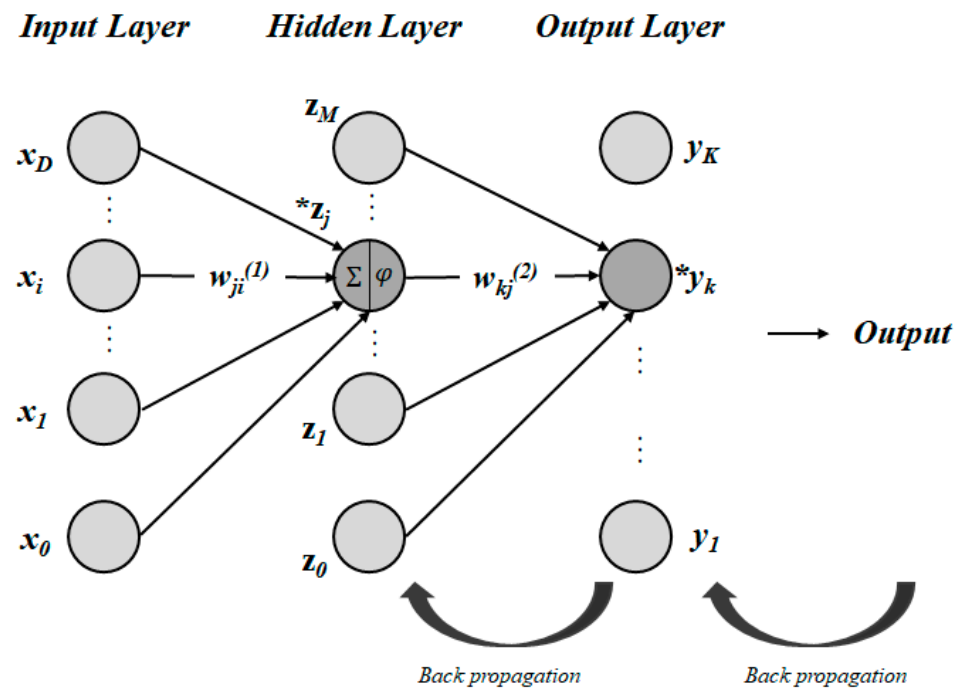 Input Layer Hidden Layer Output Layer
x_D z_M y_K
*z_j
x_i w_ji^(1) Σ φ w_kj^(2) *y_k
Output
x_1 z_1
x_0 z_0 y_1
Back propagation Back propagation